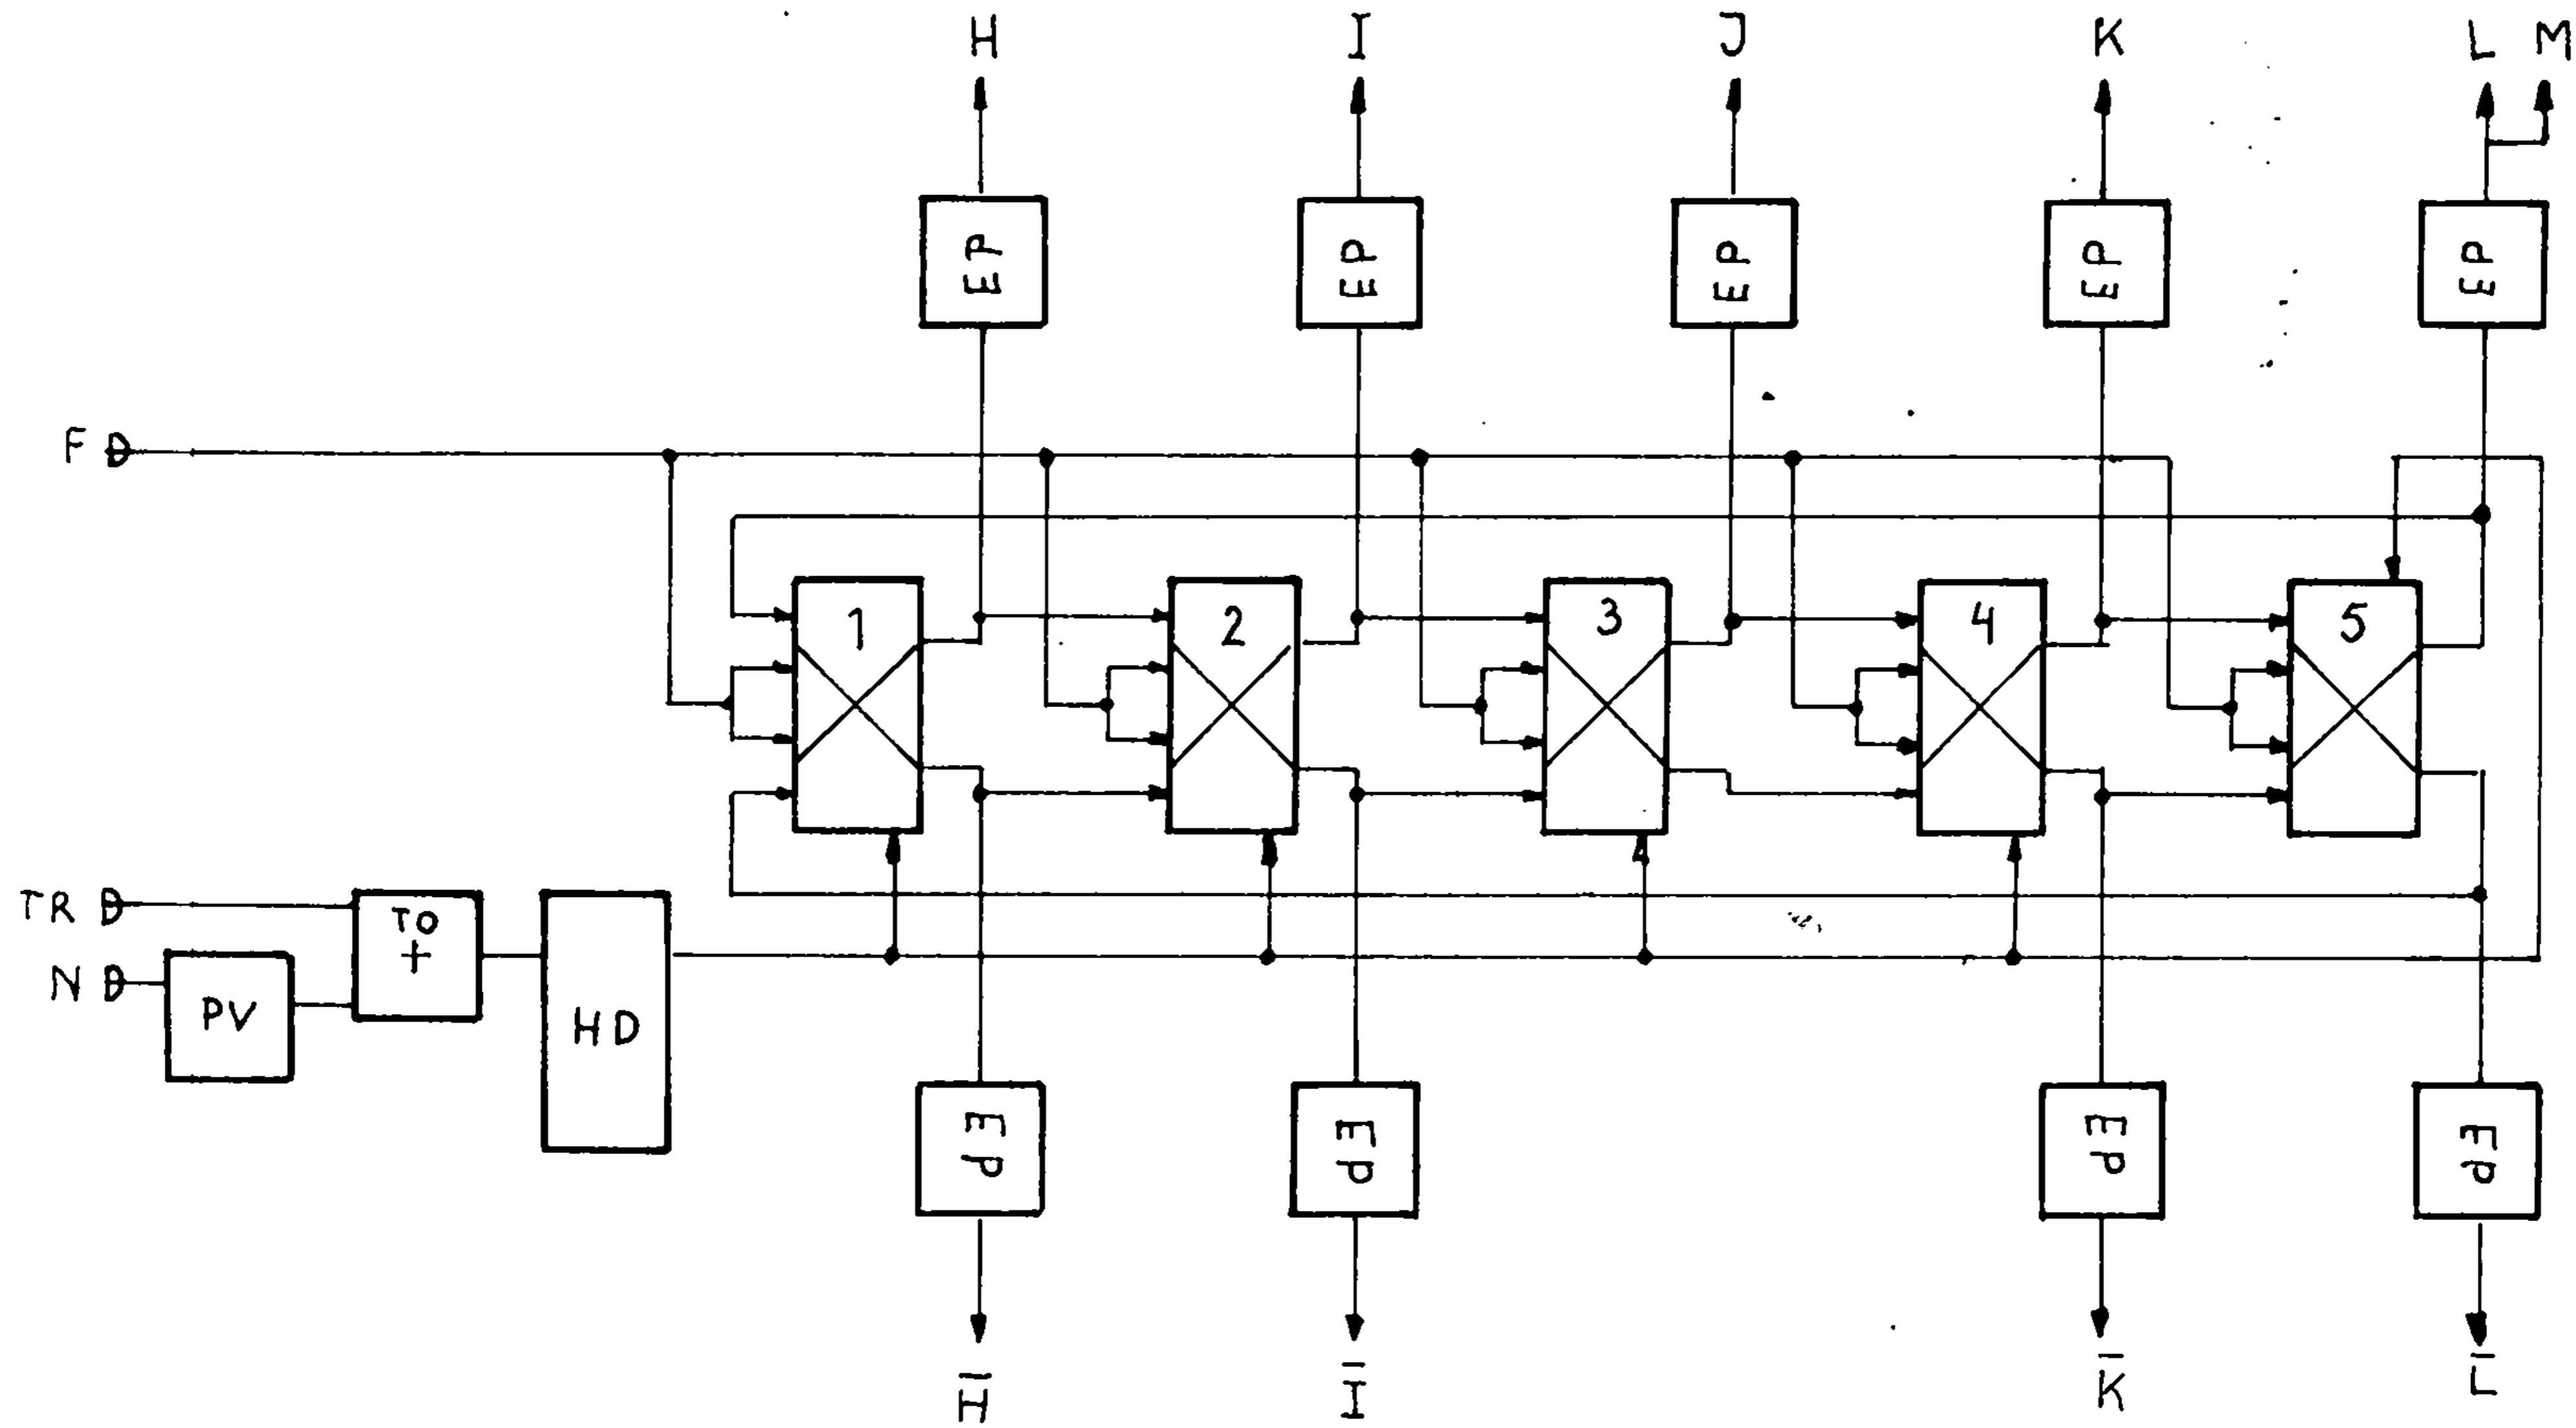 H I J K L M
EP EP EP EP EP
F
1 2 3 4 5
TR
TO
+
N
PV
HD
EP EP EP EP
H̅ I̅ K̅ L̅